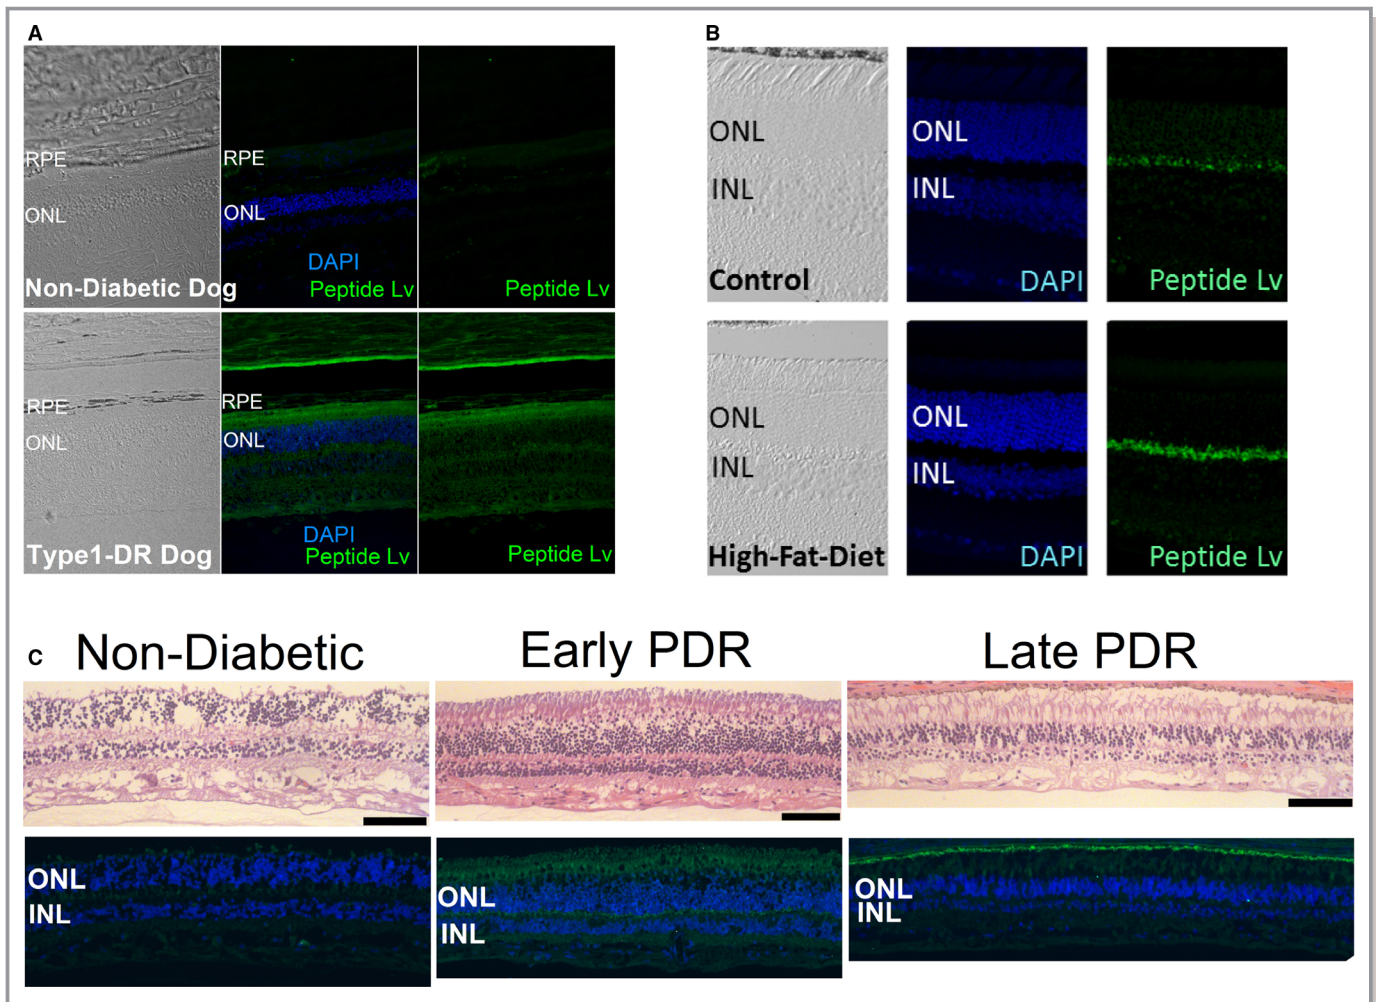 A
RPE
ONL
Non-Diabetic Dog
RPE
ONL
DAPI
Peptide Lv
Peptide Lv
RPE
ONL
Type1-DR Dog
RPE
ONL
DAPI
Peptide Lv
Peptide Lv
B
ONL
INL
Control
ONL
INL
DAPI
Peptide Lv
ONL
INL
High-Fat-Diet
ONL
INL
DAPI
Peptide Lv
C
Non-Diabetic
Early PDR
Late PDR
ONL
INL
ONL
INL
ONL
INL